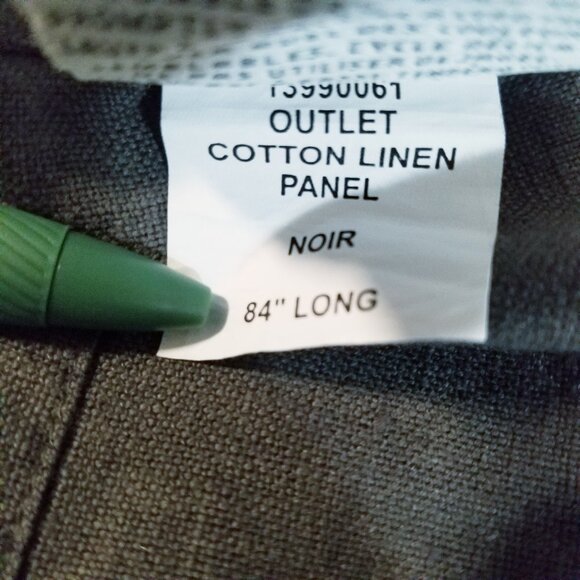 13990061
OUTLET
COTTON LINEN
PANEL
NOIR
84" LONG